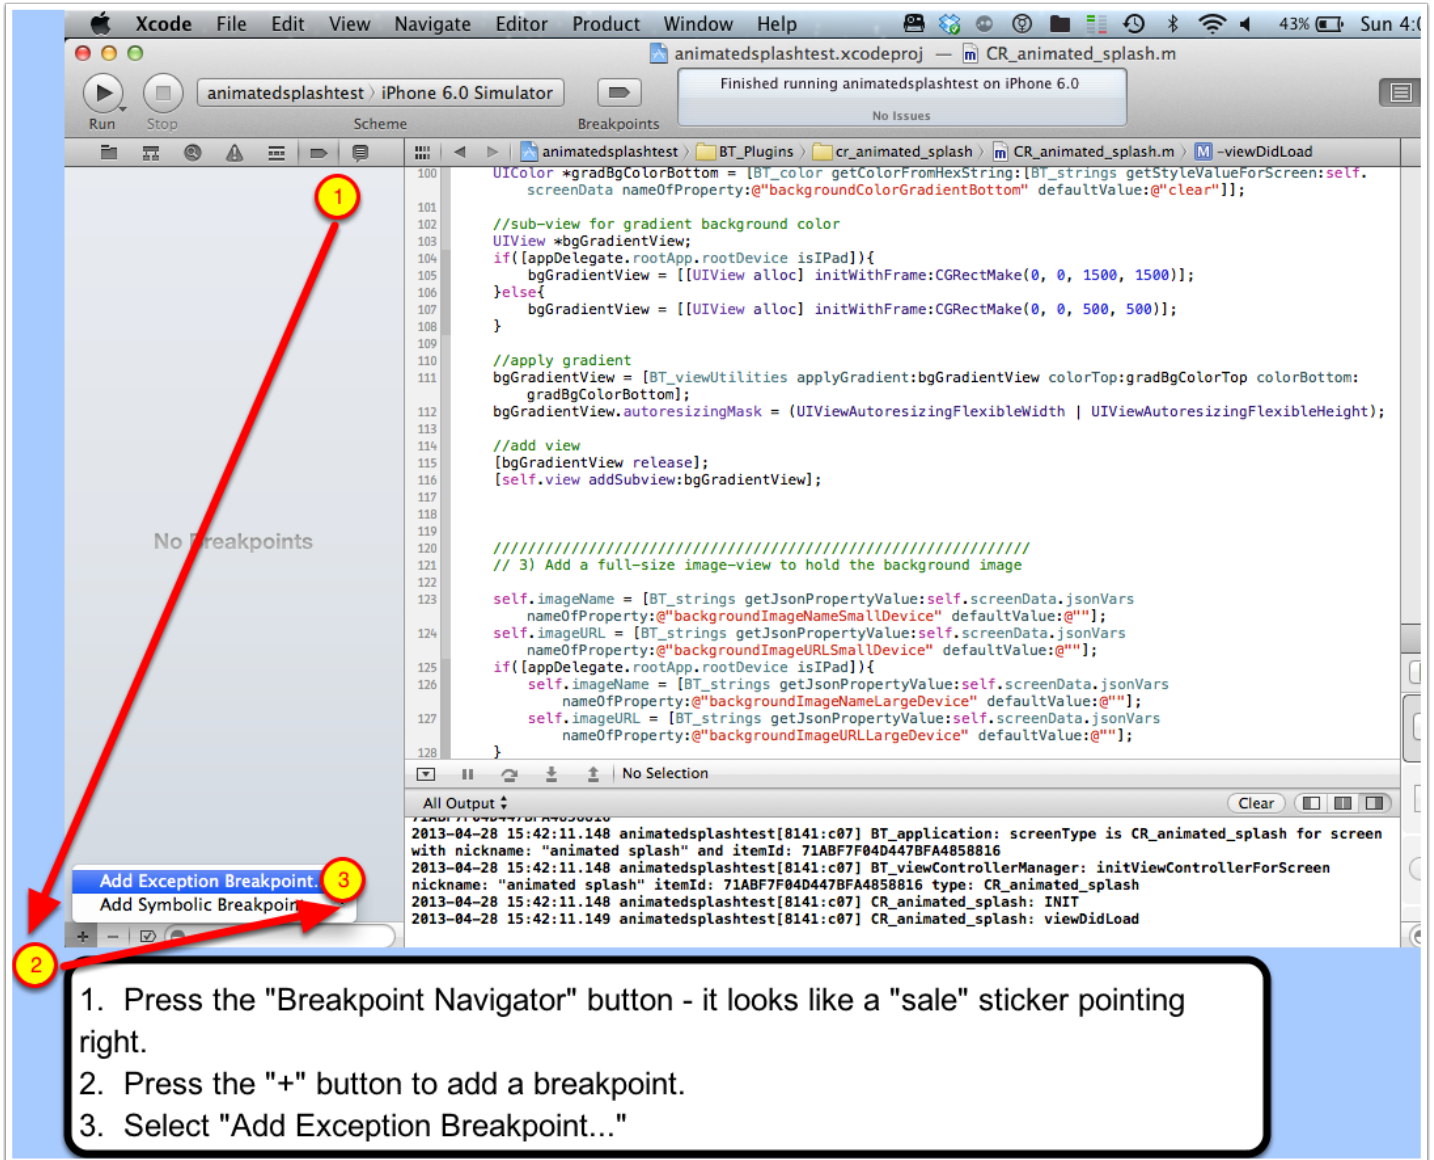 Xcode File Edit View Navigate Editor Product Window Help 43% Sun 4:0
animatedsplashtest.xcodeproj — CR_animated_splash.m
animatedsplashtest › iPhone 6.0 Simulator
Finished running animatedsplashtest on iPhone 6.0
No Issues
Run Stop Scheme Breakpoints
animatedsplashtest › BT_Plugins › cr_animated_splash › m CR_animated_splash.m › M -viewDidLoad
1
100 UIColor *gradBgColorBottom = [BT_color getColorFromHexString:[BT_strings getStyleValueForScreen:self.
screenData nameOfProperty:@"backgroundColorGradientBottom" defaultValue:@"clear"]];
101
102 //sub-view for gradient background color
103 UIView *bgGradientView;
104 if([appDelegate.rootApp.rootDevice isIPad]){
105 bgGradientView = [[UIView alloc] initWithFrame:CGRectMake(0, 0, 1500, 1500)];
106 }else{
107 bgGradientView = [[UIView alloc] initWithFrame:CGRectMake(0, 0, 500, 500)];
108 }
109
110 //apply gradient
111 bgGradientView = [BT_viewUtilities applyGradient:bgGradientView colorTop:gradBgColorTop colorBottom:
gradBgColorBottom];
112 bgGradientView.autoresizingMask = (UIViewAutoresizingFlexibleWidth | UIViewAutoresizingFlexibleHeight);
113
114 //add view
115 [bgGradientView release];
116 [self.view addSubview:bgGradientView];
117
118
119
No Breakpoints
120 //////////////////////////////////////////////////////////////
121 // 3) Add a full-size image-view to hold the background image
122
123 self.imageName = [BT_strings getJsonPropertyValue:self.screenData.jsonVars
nameOfProperty:@"backgroundImageNameSmallDevice" defaultValue:@""];
124 self.imageURL = [BT_strings getJsonPropertyValue:self.screenData.jsonVars
nameOfProperty:@"backgroundImageURLSmallDevice" defaultValue:@""];
125 if([appDelegate.rootApp.rootDevice isIPad]){
126 self.imageName = [BT_strings getJsonPropertyValue:self.screenData.jsonVars
nameOfProperty:@"backgroundImageNameLargeDevice" defaultValue:@""];
127 self.imageURL = [BT_strings getJsonPropertyValue:self.screenData.jsonVars
nameOfProperty:@"backgroundImageURLLargeDevice" defaultValue:@""];
128 }
No Selection
All Output Clear
71ABF7F04D447BFA4858816
2013-04-28 15:42:11.148 animatedsplashtest[8141:c07] BT_application: screenType is CR_animated_splash for screen
with nickname: "animated splash" and itemId: 71ABF7F04D447BFA4858816
2013-04-28 15:42:11.148 animatedsplashtest[8141:c07] BT_viewControllerManager: initViewControllerForScreen
nickname: "animated splash" itemId: 71ABF7F04D447BFA4858816 type: CR_animated_splash
2013-04-28 15:42:11.148 animatedsplashtest[8141:c07] CR_animated_splash: INIT
2013-04-28 15:42:11.149 animatedsplashtest[8141:c07] CR_animated_splash: viewDidLoad
Add Exception Breakpoint. 3
Add Symbolic Breakpoin
+ −
2
1. Press the "Breakpoint Navigator" button - it looks like a "sale" sticker pointing
right.
2. Press the "+" button to add a breakpoint.
3. Select "Add Exception Breakpoint..."